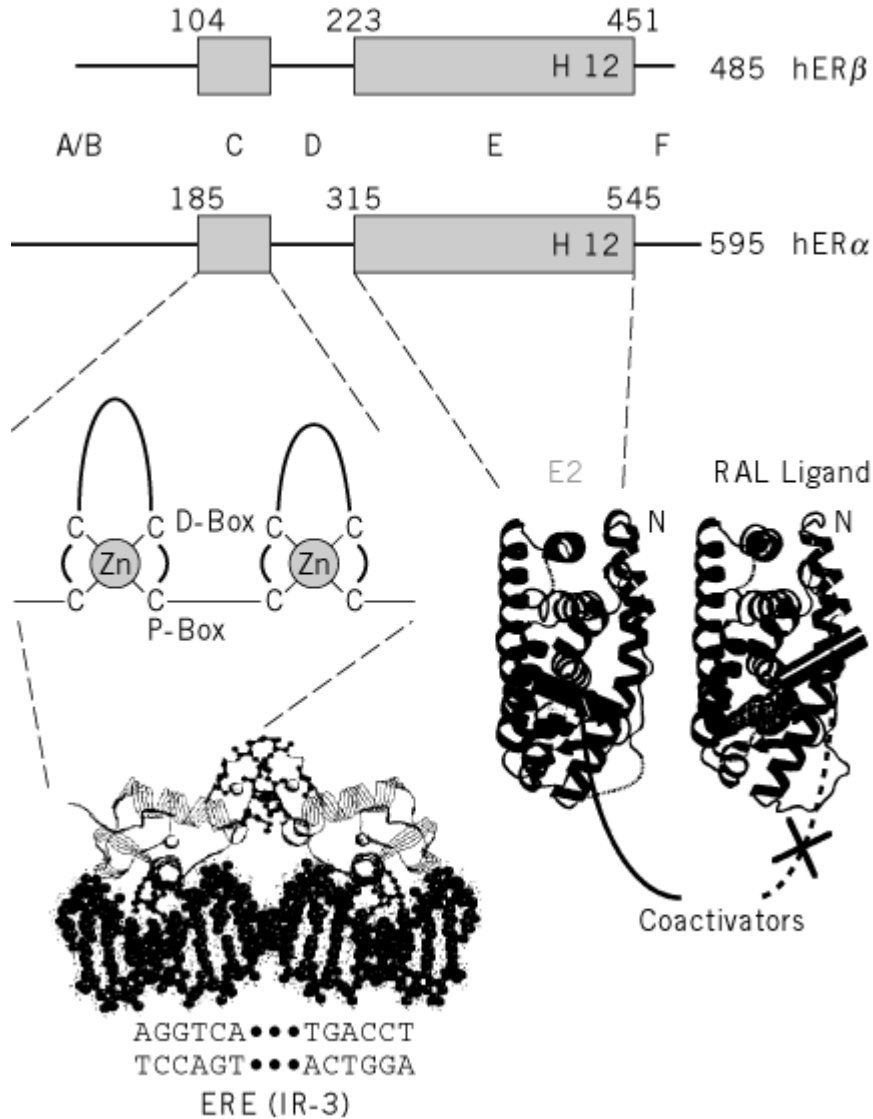 104 223 451
H 12
485 hERβ
A/B C D E F
185 315 545
H 12
595 hERα
E2 RAL Ligand
N N
C C D-Box C C
Zn Zn
C C C C
P-Box
Coactivators
AGGTCA•••TGACCT
TCCAGT•••ACTGGA
ERE (IR-3)